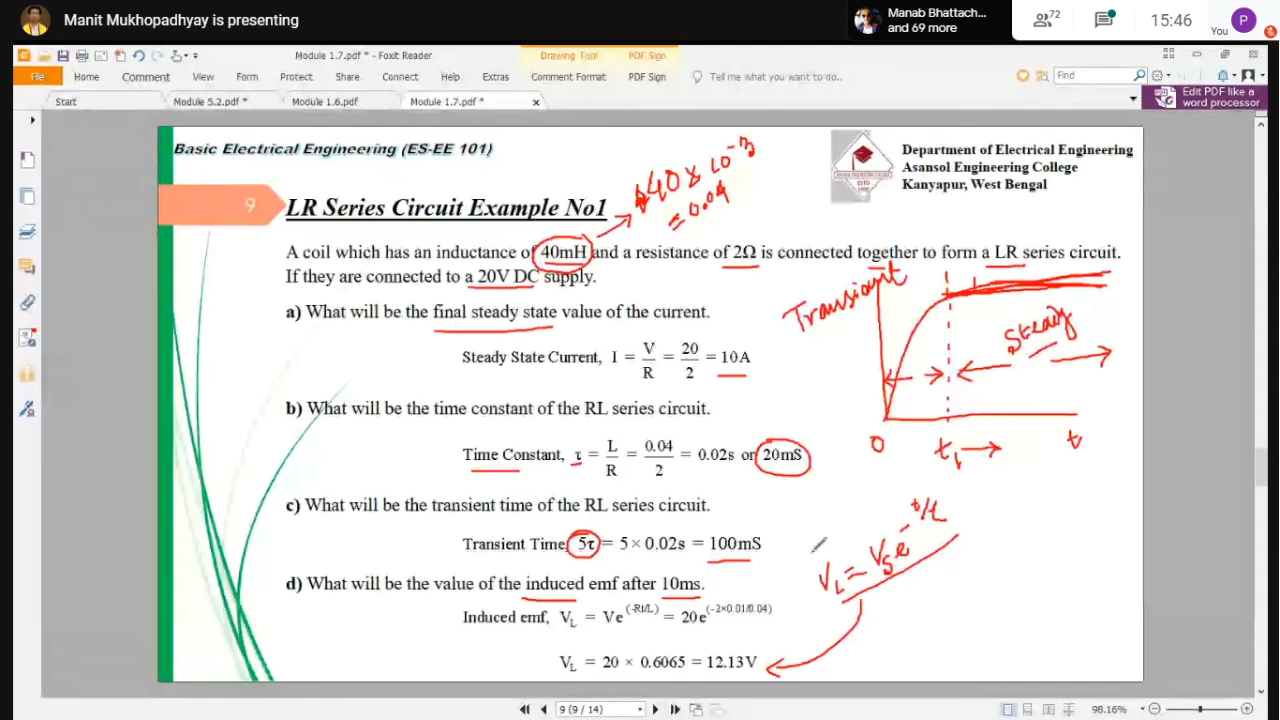 Manit Mukhopadhyay is presenting
Manab Bhattach...
and 69 more
72
15:46
You
P
Module 1.7.pdf * - Foxit Reader
Drawing Tool
PDF Sign
File
Home
Comment
View
Form
Protect
Share
Connect
Help
Extras
Comment Format
PDF Sign
Tell me what you want to do..
Find
Start
Module 5.2.pdf *
Module 1.6.pdf
Module 1.7.pdf *
Edit PDF like a
word processor
Basic Electrical Engineering (ES-EE 101)
Department of Electrical Engineering
Asansol Engineering College
Kanyapur, West Bengal
9
LR Series Circuit Example No1
40 × 10⁻³
= 0.04
A coil which has an inductance of 40mH and a resistance of 2Ω is connected together to form a LR series circuit.
If they are connected to a 20V DC supply.
a) What will be the final steady state value of the current.
Steady State Current, I = V/R = 20/2 = 10A
b) What will be the time constant of the RL series circuit.
Time Constant, τ = L/R = 0.04/2 = 0.02s or 20mS
c) What will be the transient time of the RL series circuit.
Transient Time, 5τ = 5 × 0.02s = 100mS
d) What will be the value of the induced emf after 10ms.
Induced emf, V_L = Ve^(-Rt/L) = 20e^(-2×0.01/0.04)
V_L = 20 × 0.6065 = 12.13V
Transient
Steady
0
t₁
t
V_L = V_S e^(-t/τ)
9 (9 / 14)
98.16%